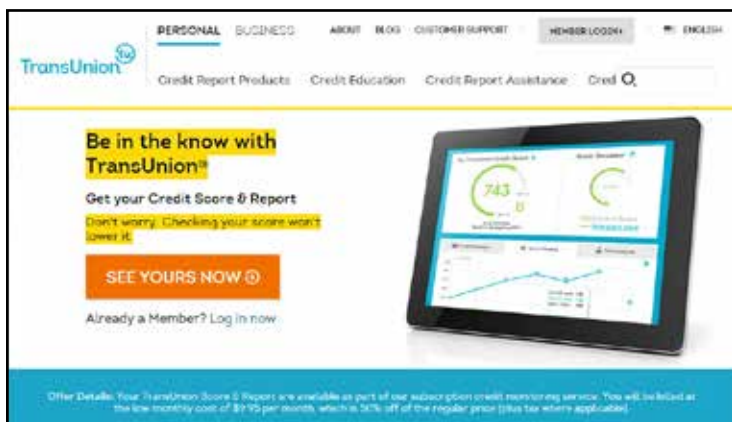 PERSONAL BUSINESS ABOUT BLOG CUSTOMER SUPPORT MEMBER LOGIN ENGLISH
TransUnion
tu
Credit Report Products Credit Education Credit Report Assistance Cred
Be in the know with
TransUnion®
Get your Credit Score & Report
Don't worry. Checking your score won't
lower it.
SEE YOURS NOW
Already a Member? Log in now
743
Offer Details: Your TransUnion Score & Report are available as part of our subscription credit monitoring service. You will be billed at
the low monthly cost of $9.95 per month, which is 50% off of the regular price (plus tax where applicable).